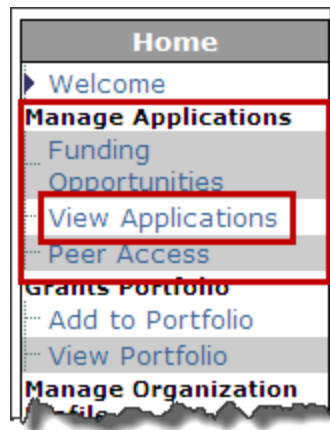 Home
Welcome
Manage Applications
Funding
Opportunities
View Applications
Peer Access
Grants Portfolio
Add to Portfolio
View Portfolio
Manage Organization